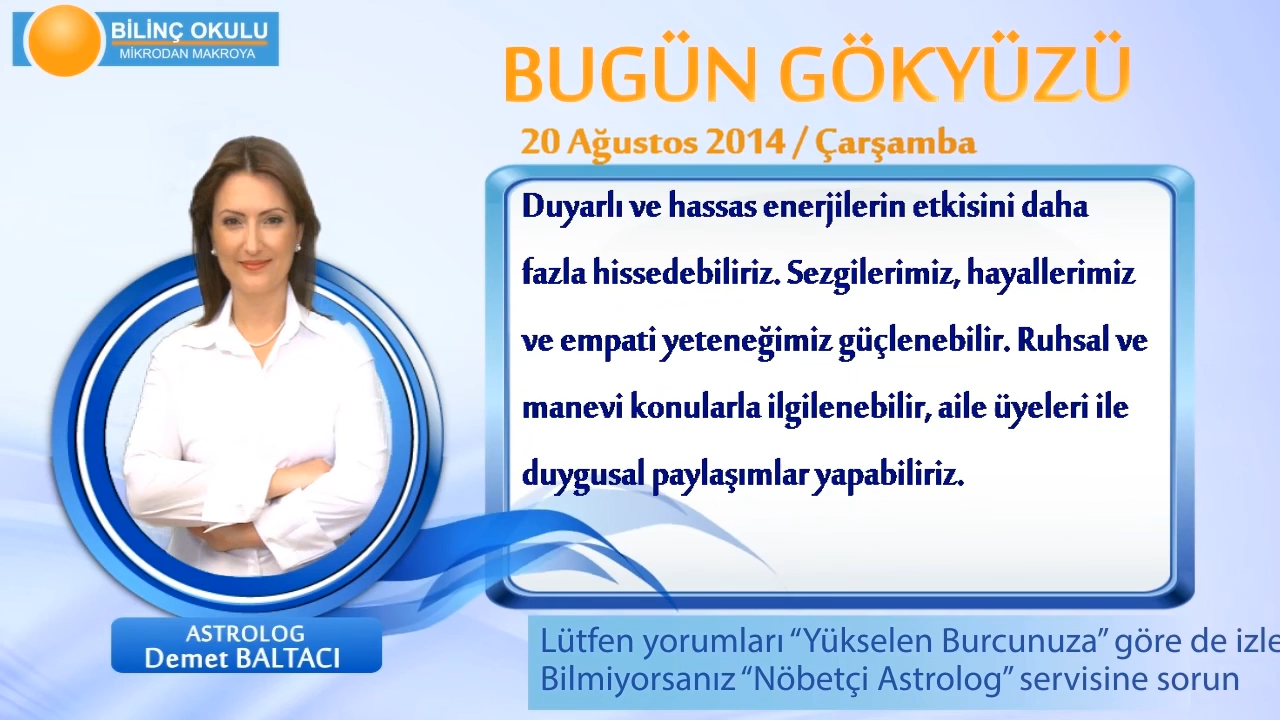 BİLİNÇ OKULU
MİKRODAN MAKROYA
BUGÜN GÖKYÜZÜ
20 Ağustos 2014 / Çarşamba
Duyarlı ve hassas enerjilerin etkisini daha
fazla hissedebiliriz. Sezgilerimiz, hayallerimiz
ve empati yeteneğimiz güçlenebilir. Ruhsal ve
manevi konularla ilgilenebilir, aile üyeleri ile
duygusal paylaşımlar yapabiliriz.
ASTROLOG
Demet BALTACI
Lütfen yorumları “Yükselen Burcunuza” göre de izle
Bilmiyorsanız “Nöbetçi Astrolog” servisine sorun